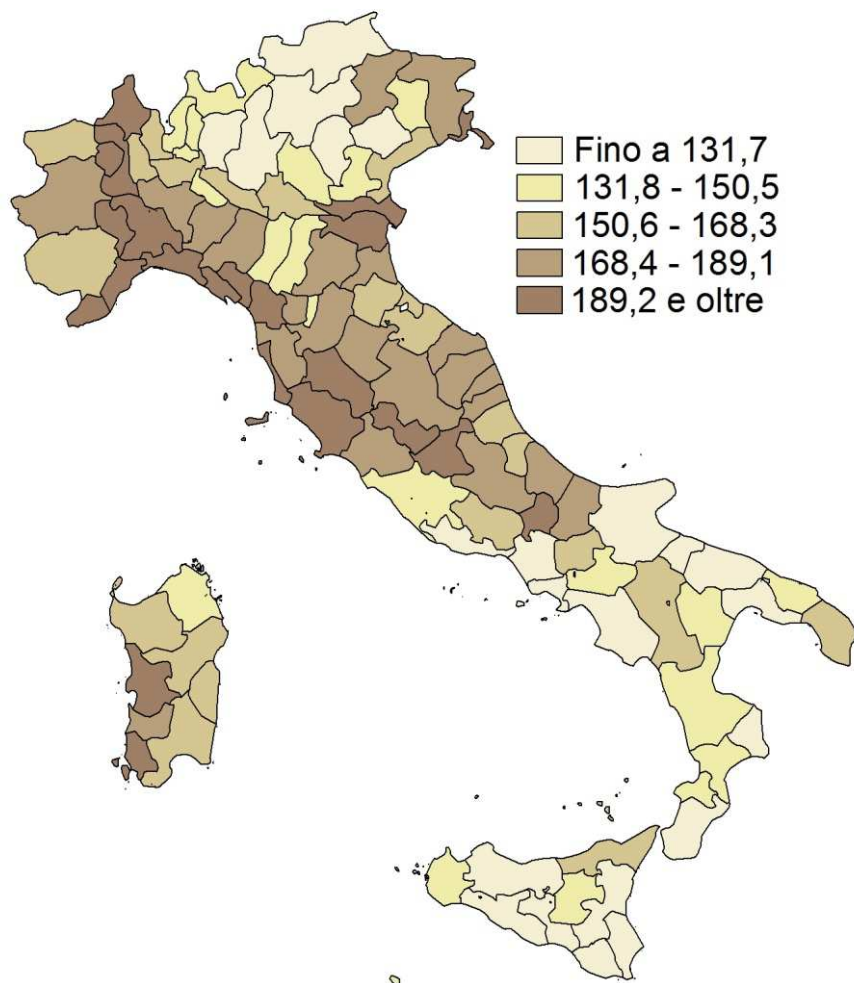 Fino a 131,7
131,8 - 150,5
150,6 - 168,3
168,4 - 189,1
189,2 e oltre